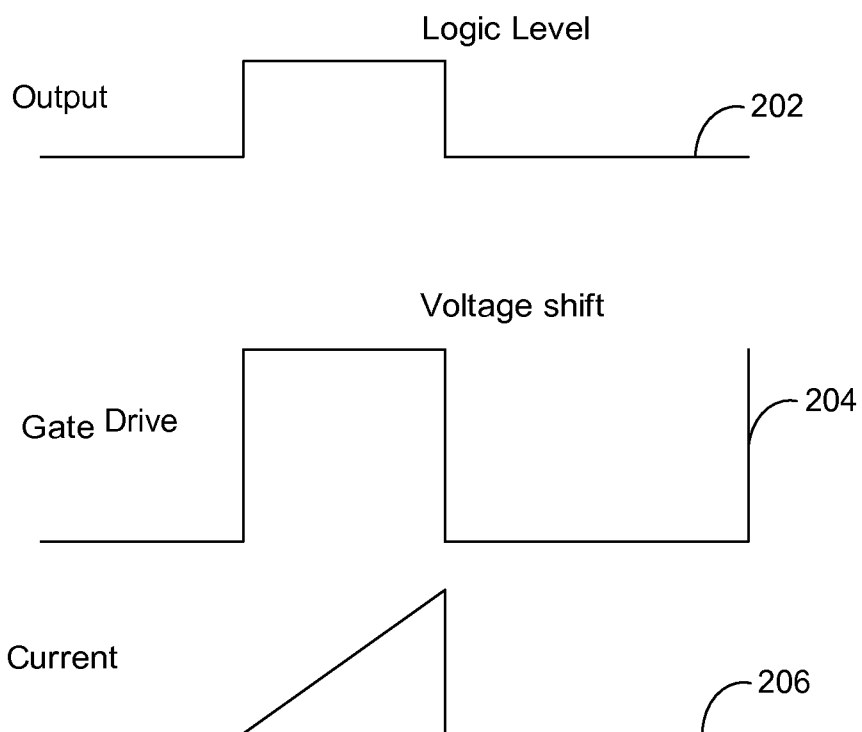 Logic Level
Output
202
Voltage shift
Gate Drive
204
Current
206